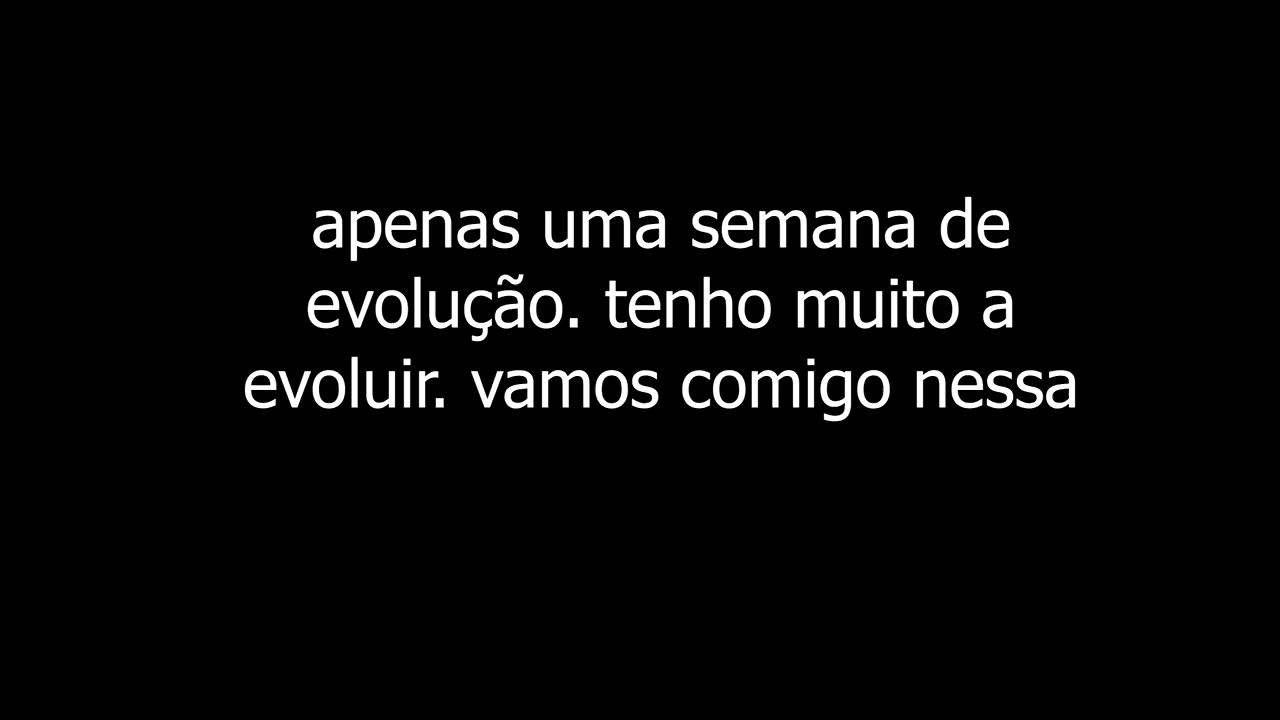 apenas uma semana de
evolução. tenho muito a
evoluir. vamos comigo nessa